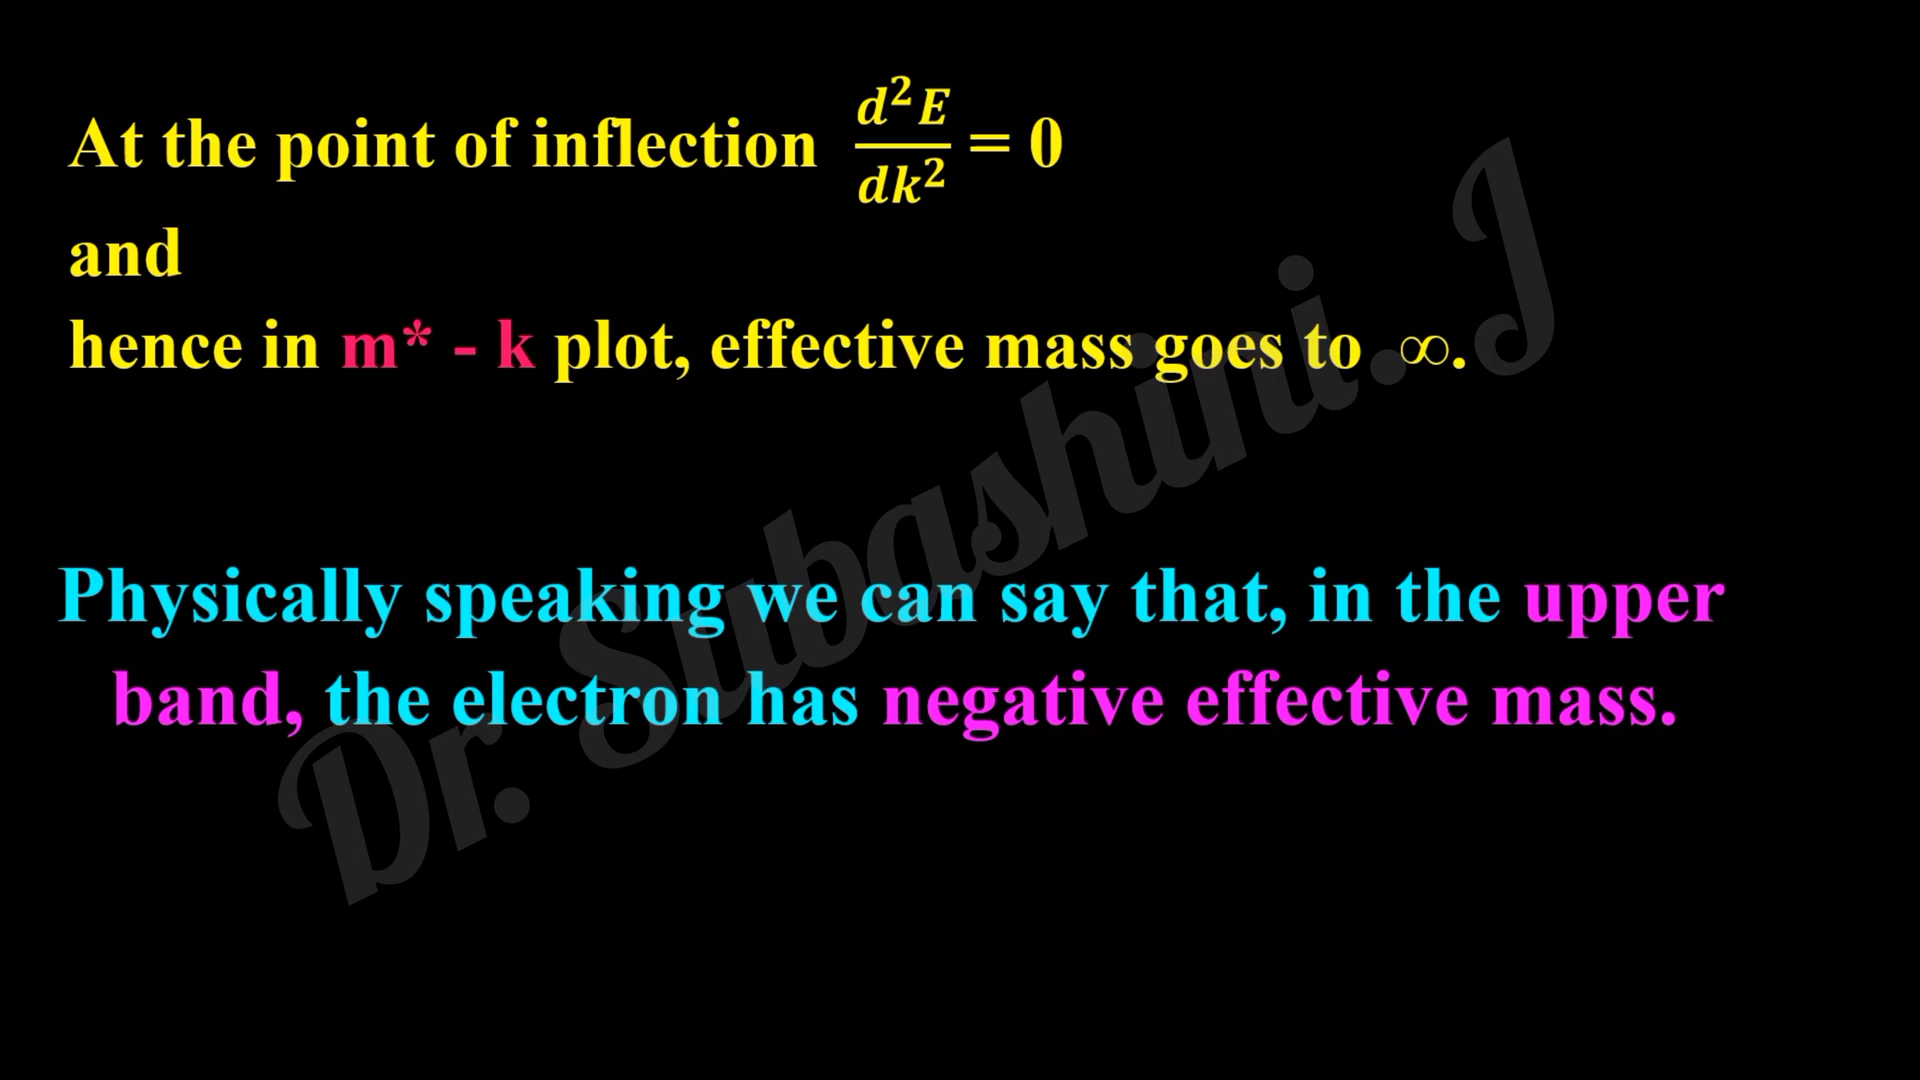 At the point of inflection d²E/dk² = 0
and
hence in m* - k plot, effective mass goes to ∞.
Physically speaking we can say that, in the upper
band, the electron has negative effective mass.
Dr. Subashini. J